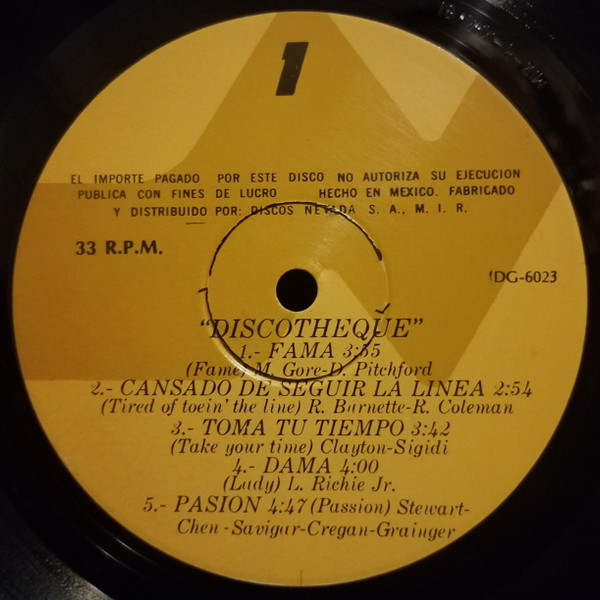 1
EL IMPORTE PAGADO POR ESTE DISCO NO AUTORIZA SU EJECUCION
PUBLICA CON FINES DE LUCRO HECHO EN MEXICO. FABRICADO
Y DISTRIBUIDO POR: DISCOS NEVADA S. A., M. I. R.
33 R.P.M.
IDG-6023
"DISCOTHEQUE"
1.- FAMA 3:35
(Fame) M. Gore-D. Pitchford
2.- CANSADO DE SEGUIR LA LINEA 2:54
(Tired of toein' the line) R. Burnette-R. Coleman
3.- TOMA TU TIEMPO 3:42
(Take your time) Clayton-Sigidi
4.- DAMA 4:00
(Lady) L. Richie Jr.
5.- PASION 4:47 (Passion) Stewart-
Chen-Savigar-Cregan-Grainger